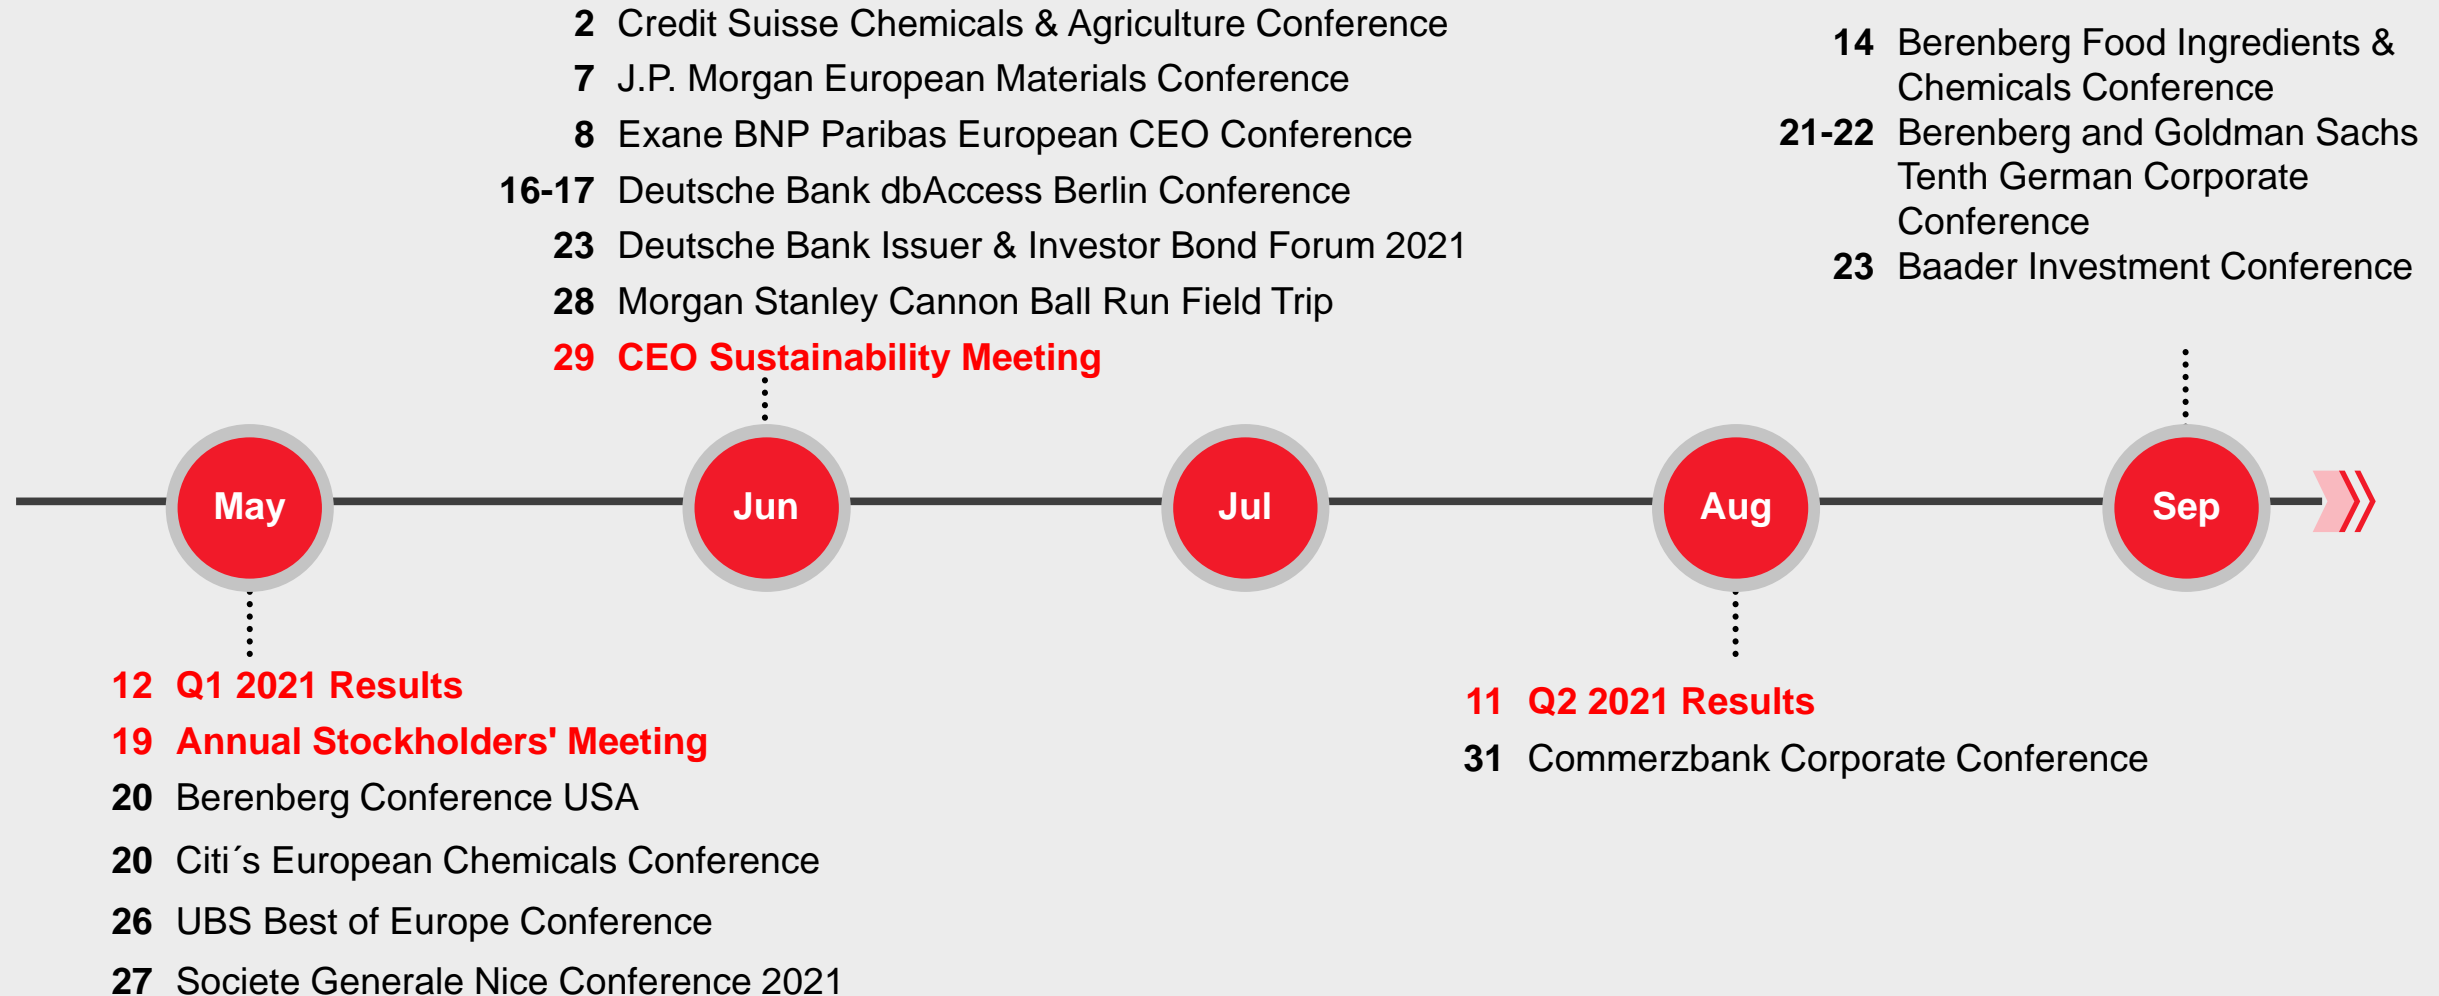 2 Credit Suisse Chemicals & Agriculture Conference
7 J.P. Morgan European Materials Conference
8 Exane BNP Paribas European CEO Conference
16-17 Deutsche Bank dbAccess Berlin Conference
23 Deutsche Bank Issuer & Investor Bond Forum 2021
28 Morgan Stanley Cannon Ball Run Field Trip
29 CEO Sustainability Meeting
14 Berenberg Food Ingredients &
Chemicals Conference
21-22 Berenberg and Goldman Sachs
Tenth German Corporate
Conference
23 Baader Investment Conference
May
Jun
Jul
Aug
Sep
12 Q1 2021 Results
19 Annual Stockholders' Meeting
20 Berenberg Conference USA
20 Citi´s European Chemicals Conference
26 UBS Best of Europe Conference
27 Societe Generale Nice Conference 2021
11 Q2 2021 Results
31 Commerzbank Corporate Conference